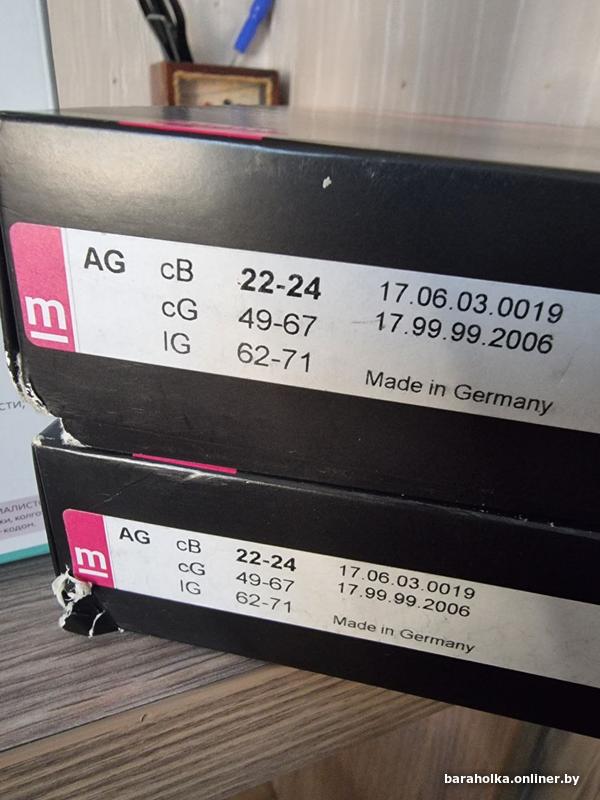 m
AG cB 22-24 17.06.03.0019
cG 49-67 17.99.99.2006
IG 62-71
Made in Germany
m
AG cB 22-24 17.06.03.0019
cG 49-67 17.99.99.2006
IG 62-71
Made in Germany
СТИ,
-кодом.
baraholka.onliner.by